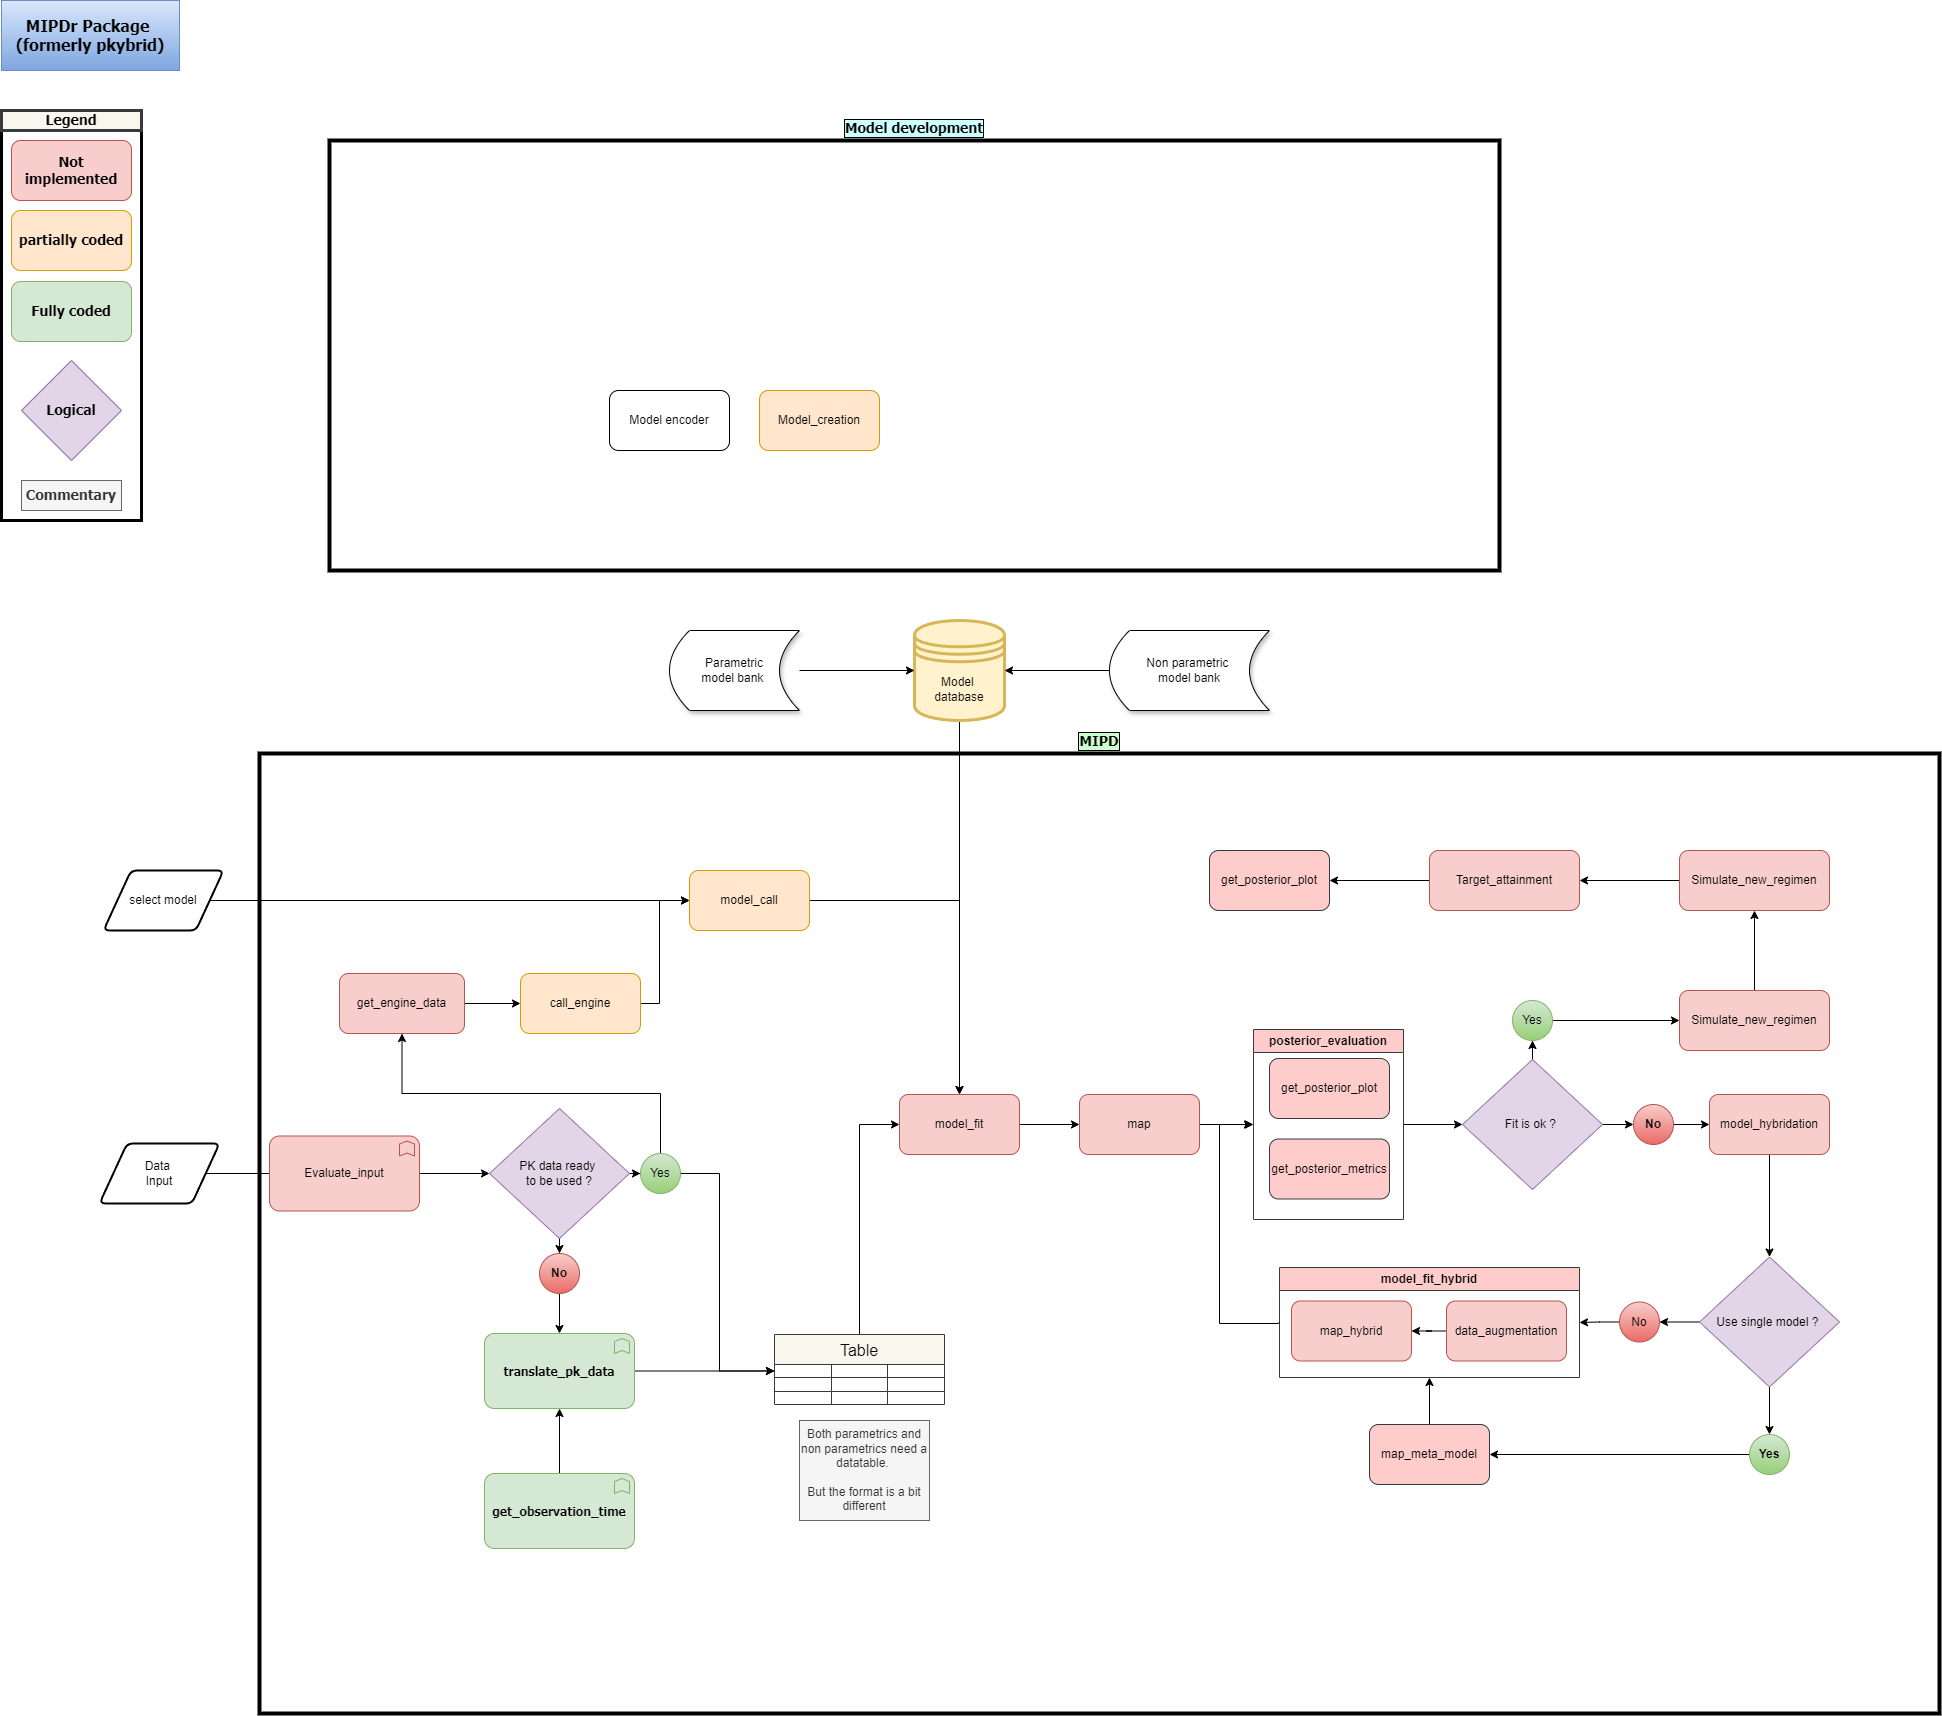 MIPDr Package
(formerly pkybrid)
Legend
Not
implemented
partially coded
Fully coded
Logical
Commentary
Model development
Model encoder
Model_creation
Parametric
model bank
Model
database
Non parametric
model bank
MIPD
select model
model_call
get_posterior_plot
Target_attainment
Simulate_new_regimen
get_engine_data
call_engine
Yes
Simulate_new_regimen
posterior_evaluation
get_posterior_plot
get_posterior_metrics
model_fit
map
Fit is ok ?
No
model_hybridation
Data
Input
Evaluate_input
PK data ready
to be used ?
Yes
No
translate_pk_data
get_observation_time
Table
Both parametrics and
non parametrics need a
datatable.
But the format is a bit
different
model_fit_hybrid
map_hybrid
data_augmentation
No
Use single model ?
map_meta_model
Yes